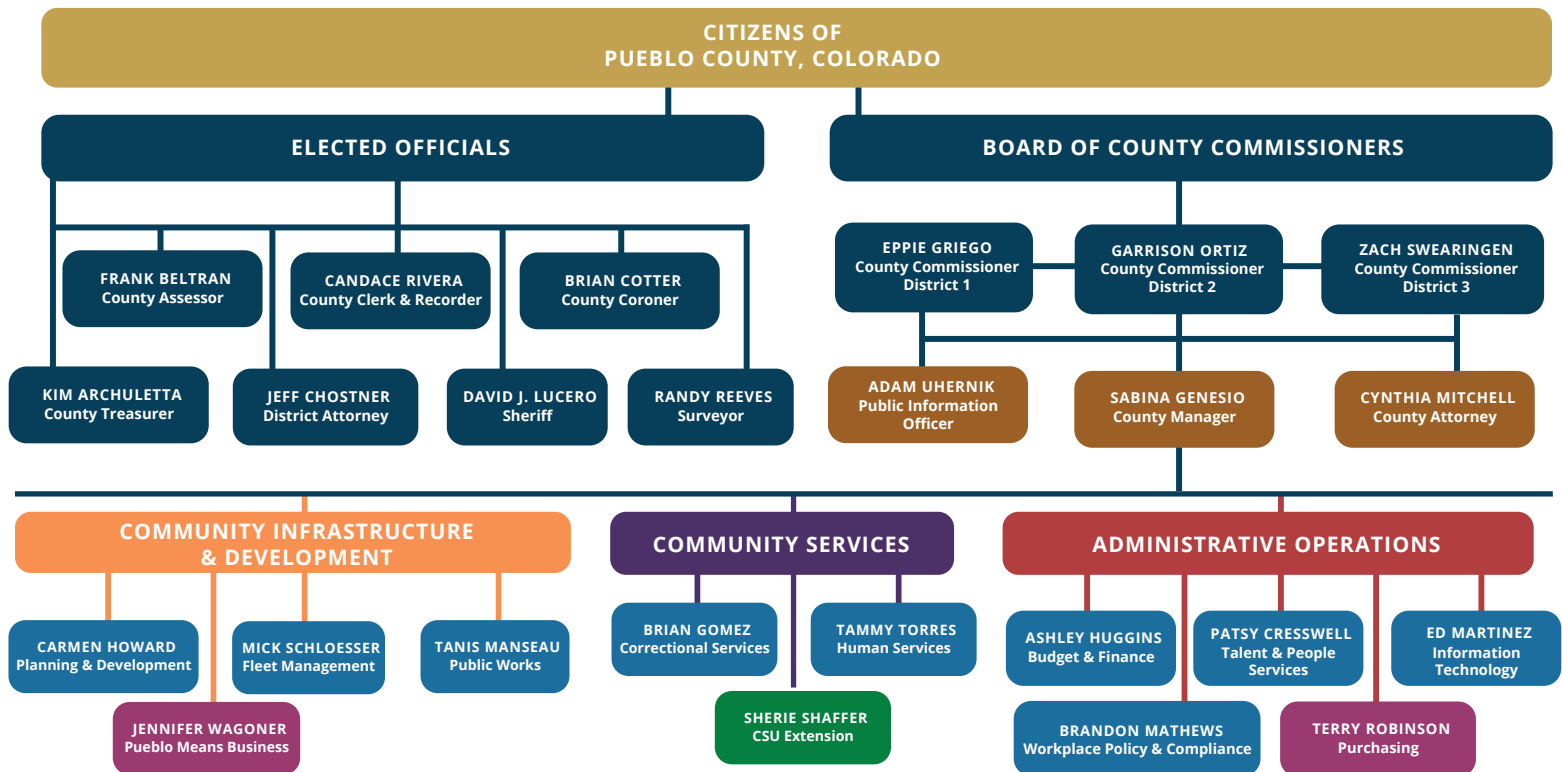 CITIZENS OF
PUEBLO COUNTY, COLORADO
ELECTED OFFICIALS
BOARD OF COUNTY COMMISSIONERS
FRANK BELTRAN
County Assessor
CANDACE RIVERA
County Clerk & Recorder
BRIAN COTTER
County Coroner
KIM ARCHULETTA
County Treasurer
JEFF CHOSTNER
District Attorney
DAVID J. LUCERO
Sheriff
RANDY REEVES
Surveyor
EPPIE GRIEGO
County Commissioner
District 1
GARRISON ORTIZ
County Commissioner
District 2
ZACH SWEARINGEN
County Commissioner
District 3
ADAM UHERNIK
Public Information
Officer
SABINA GENESIO
County Manager
CYNTHIA MITCHELL
County Attorney
COMMUNITY INFRASTRUCTURE
& DEVELOPMENT
CARMEN HOWARD
Planning & Development
MICK SCHLOESSER
Fleet Management
TANIS MANSEAU
Public Works
JENNIFER WAGONER
Pueblo Means Business
COMMUNITY SERVICES
BRIAN GOMEZ
Correctional Services
TAMMY TORRES
Human Services
SHERIE SHAFFER
CSU Extension
ADMINISTRATIVE OPERATIONS
ASHLEY HUGGINS
Budget & Finance
PATSY CRESSWELL
Talent & People
Services
ED MARTINEZ
Information
Technology
BRANDON MATHEWS
Workplace Policy & Compliance
TERRY ROBINSON
Purchasing